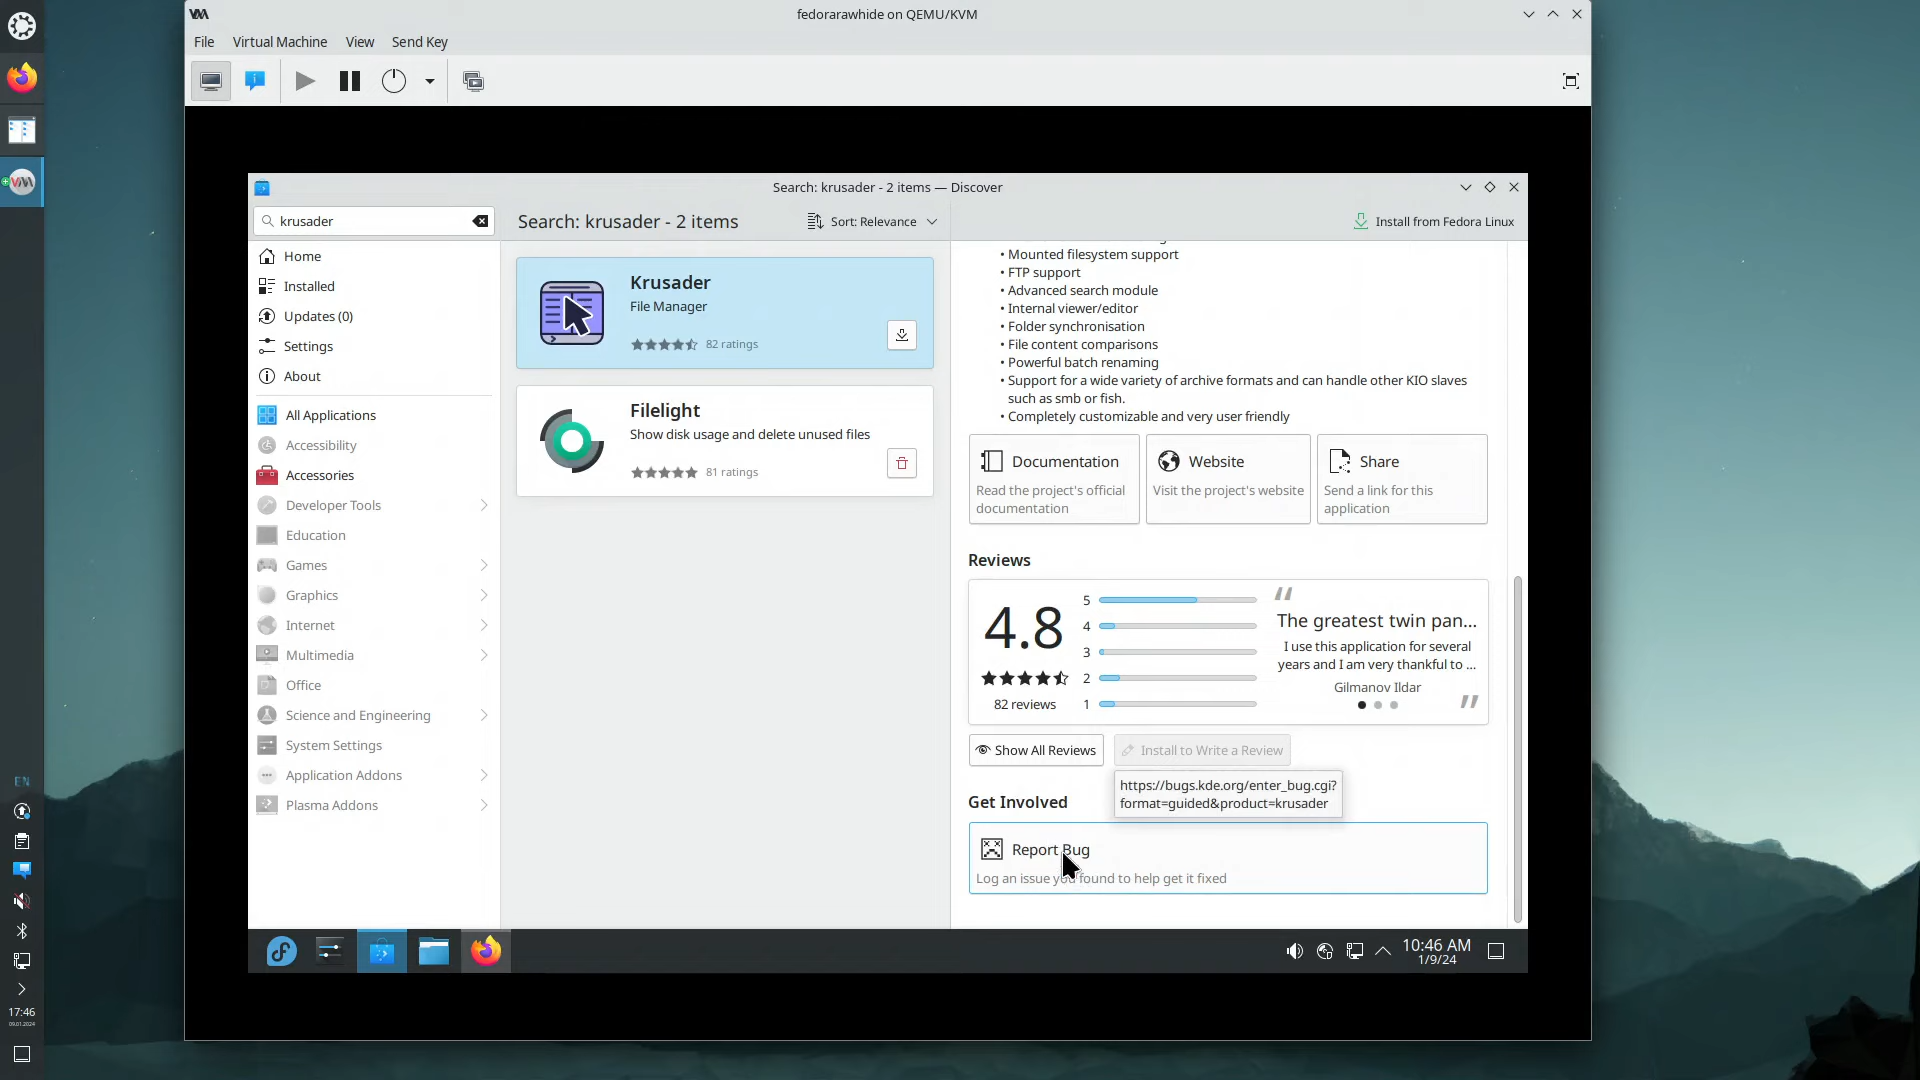 fedorarawhide on QEMU/KVM
File Virtual Machine View Send Key
Search: krusader - 2 items — Discover
krusader
Search: krusader - 2 items
Sort: Relevance
Install from Fedora Linux
Home
Installed
Updates (0)
Settings
About
All Applications
Accessibility
Accessories
Developer Tools
Education
Games
Graphics
Internet
Multimedia
Office
Science and Engineering
System Settings
Application Addons
Plasma Addons
Krusader
File Manager
82 ratings
Filelight
Show disk usage and delete unused files
81 ratings
• Mounted filesystem support
• FTP support
• Advanced search module
• Internal viewer/editor
• Folder synchronisation
• File content comparisons
• Powerful batch renaming
• Support for a wide variety of archive formats and can handle other KIO slaves
such as smb or fish.
• Completely customizable and very user friendly
Documentation
Read the project's official
documentation
Website
Visit the project's website
Share
Send a link for this
application
Reviews
4.8
82 reviews
5
4
3
2
1
“
The greatest twin pan...
I use this application for several
years and I am very thankful to ...
Gilmanov Ildar
”
Show All Reviews
Install to Write a Review
https://bugs.kde.org/enter_bug.cgi?
format=guided&product=krusader
Get Involved
Report Bug
Log an issue you found to help get it fixed
10:46 AM
1/9/24
EN
17:46
09.01.2024